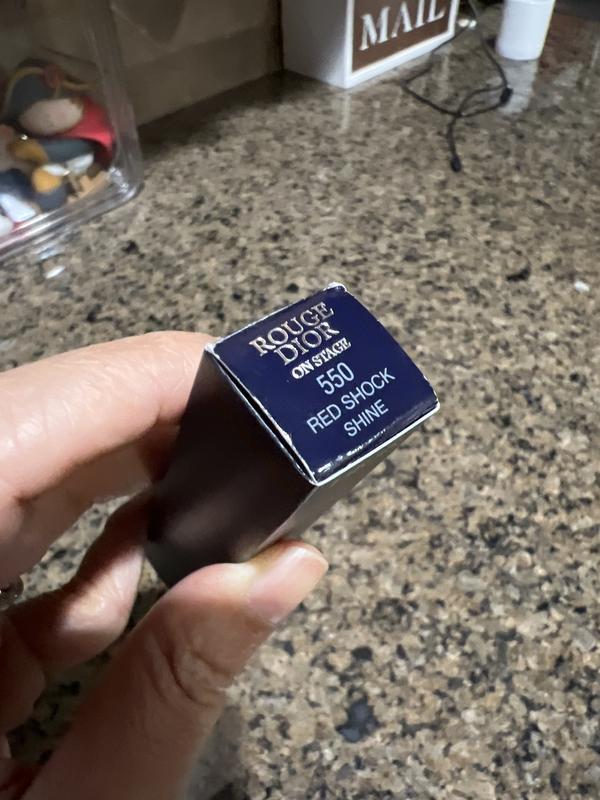 MAIL
ROUGE
DIOR
ON STAGE
550
RED SHOCK
SHINE